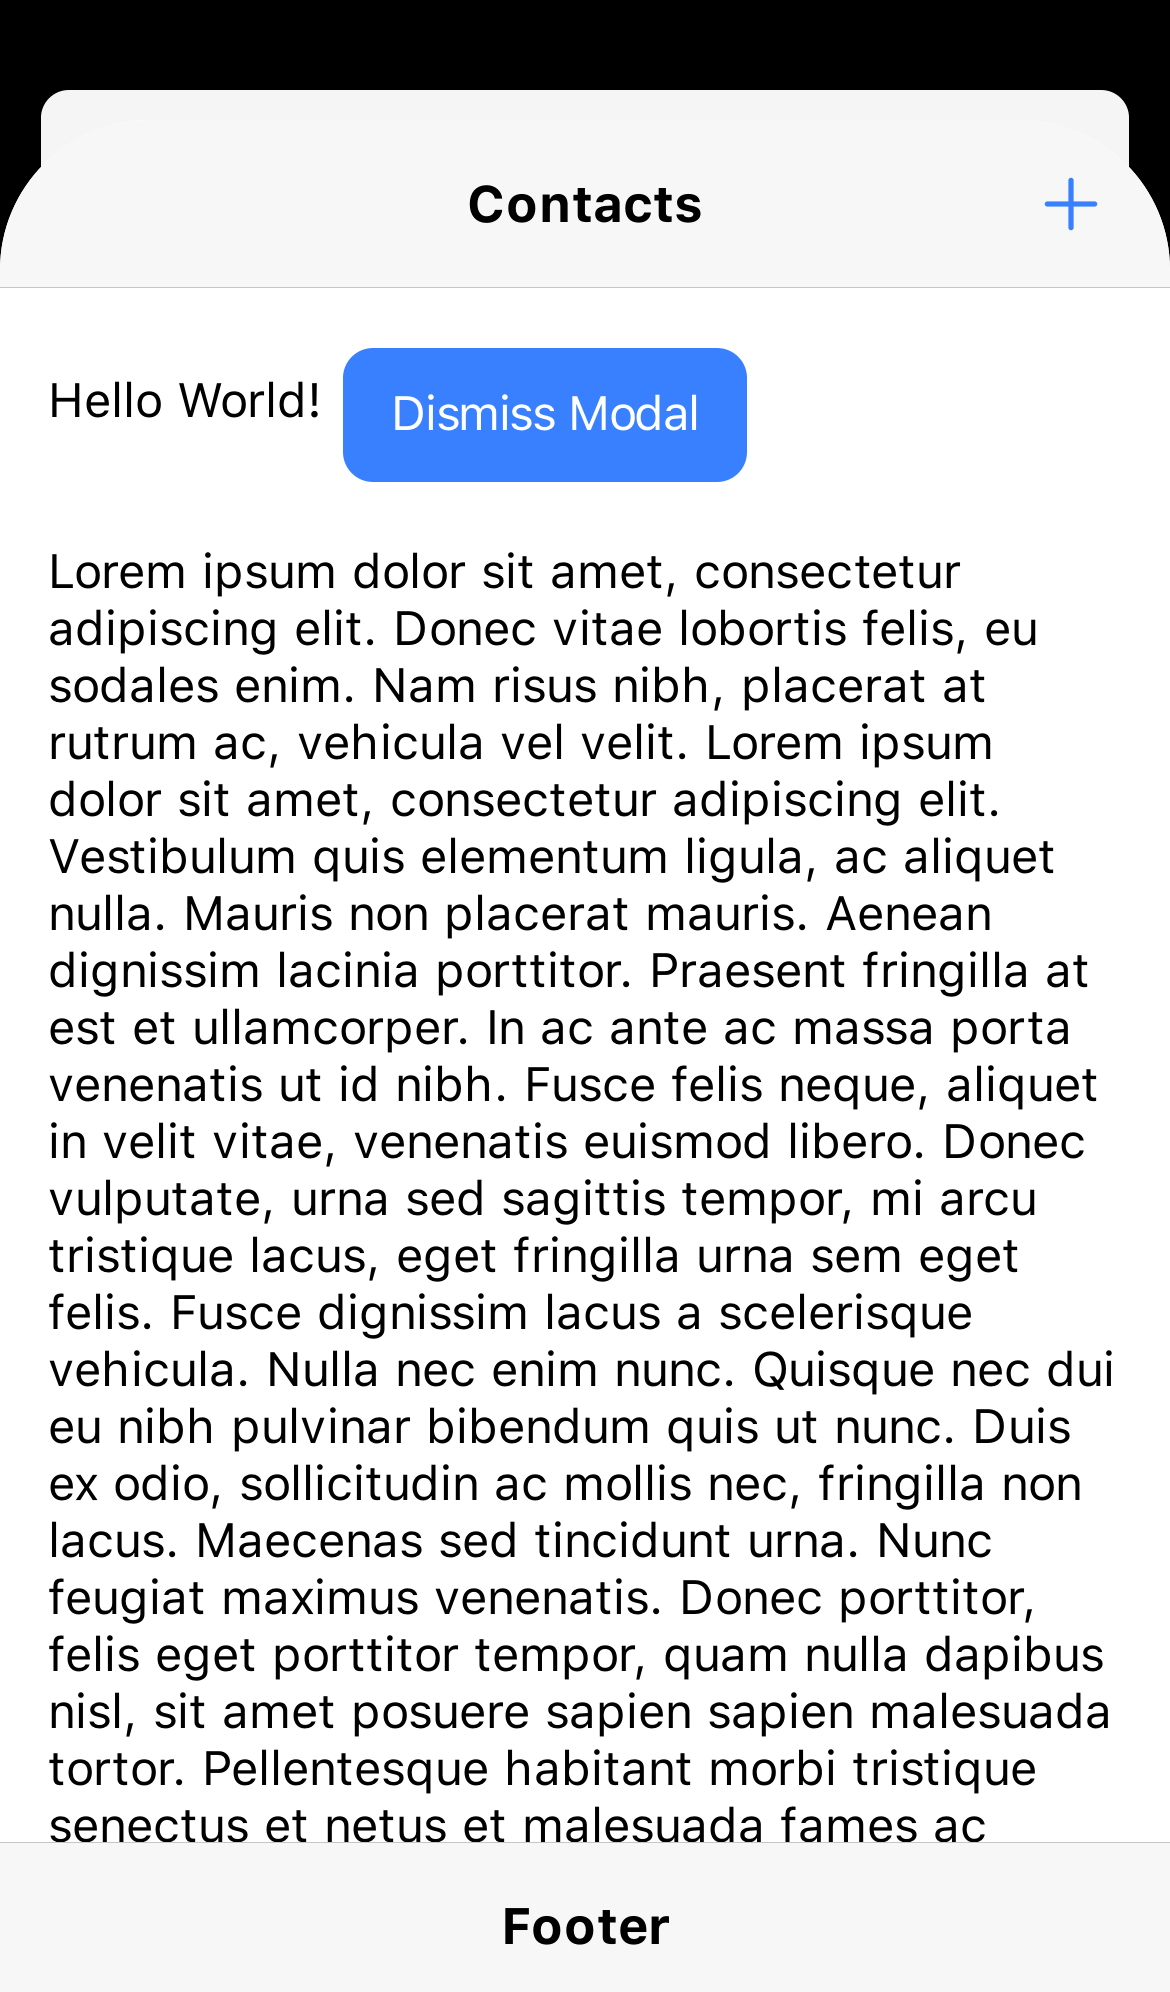 Contacts
Hello World!
Dismiss Modal
Lorem ipsum dolor sit amet, consectetur
adipiscing elit. Donec vitae lobortis felis, eu
sodales enim. Nam risus nibh, placerat at
rutrum ac, vehicula vel velit. Lorem ipsum
dolor sit amet, consectetur adipiscing elit.
Vestibulum quis elementum ligula, ac aliquet
nulla. Mauris non placerat mauris. Aenean
dignissim lacinia porttitor. Praesent fringilla at
est et ullamcorper. In ac ante ac massa porta
venenatis ut id nibh. Fusce felis neque, aliquet
in velit vitae, venenatis euismod libero. Donec
vulputate, urna sed sagittis tempor, mi arcu
tristique lacus, eget fringilla urna sem eget
felis. Fusce dignissim lacus a scelerisque
vehicula. Nulla nec enim nunc. Quisque nec dui
eu nibh pulvinar bibendum quis ut nunc. Duis
ex odio, sollicitudin ac mollis nec, fringilla non
lacus. Maecenas sed tincidunt urna. Nunc
feugiat maximus venenatis. Donec porttitor,
felis eget porttitor tempor, quam nulla dapibus
nisl, sit amet posuere sapien sapien malesuada
tortor. Pellentesque habitant morbi tristique
senectus et netus et malesuada fames ac
Footer